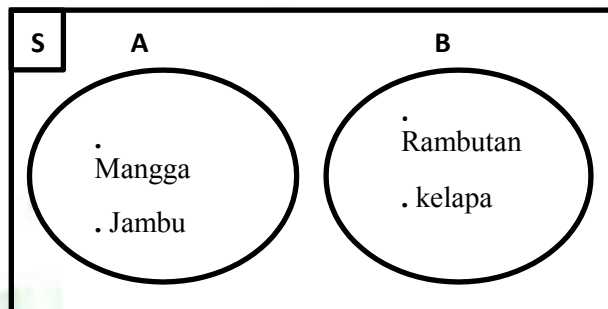 S A B
.
Mangga
. Jambu
.
Rambutan
. kelapa